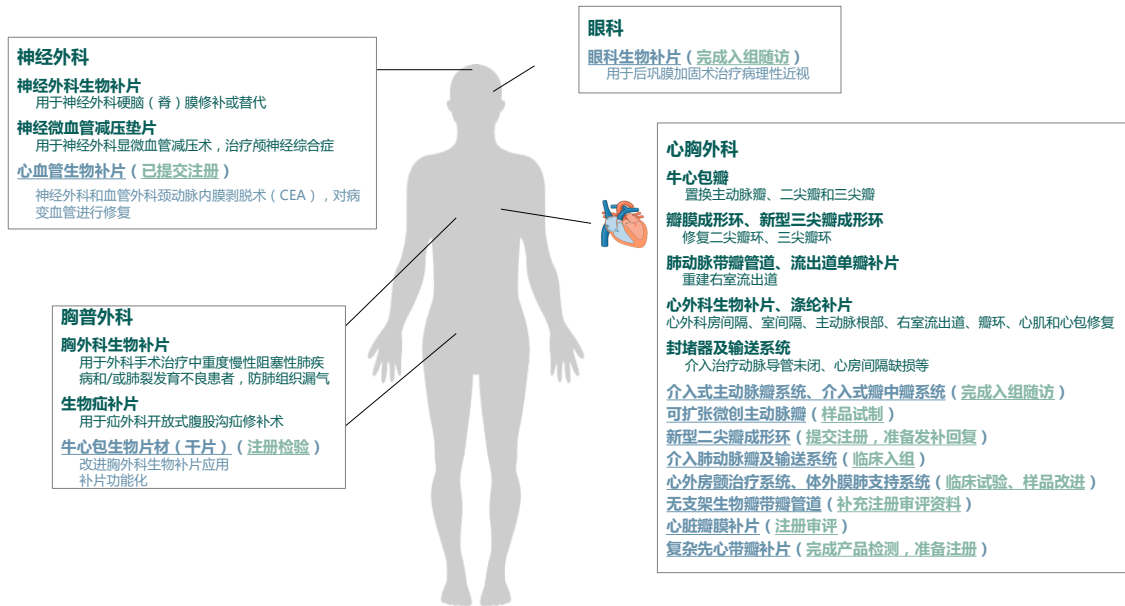 神经外科
神经外科生物补片
用于神经外科硬脑（脊）膜修补或替代
神经微血管减压垫片
用于神经外科显微血管减压术，治疗颅神经综合症
心血管生物补片（已提交注册）
神经外科和血管外科颈动脉内膜剥脱术（CEA），对病
变血管进行修复
胸普外科
胸外科生物补片
用于外科手术治疗中重度慢性阻塞性肺疾
病和/或肺裂发育不良患者，防肺组织漏气
生物疝补片
用于疝外科开放式腹股沟疝修补术
牛心包生物片材（干片）（注册检验）
改进胸外科生物补片应用
补片功能化
眼科
眼科生物补片（完成入组随访）
用于后巩膜加固术治疗病理性近视
心胸外科
牛心包瓣
置换主动脉瓣、二尖瓣和三尖瓣
瓣膜成形环、新型三尖瓣成形环
修复二尖瓣环、三尖瓣环
肺动脉带瓣管道、流出道单瓣补片
重建右室流出道
心外科生物补片、涤纶补片
心外科房间隔、室间隔、主动脉根部、右室流出道、瓣环、心肌和心包修复
封堵器及输送系统
介入治疗动脉导管未闭、心房间隔缺损等
介入式主动脉瓣系统、介入式瓣中瓣系统（完成入组随访）
可扩张微创主动脉瓣（样品试制）
新型二尖瓣成形环（提交注册，准备发补回复）
介入肺动脉瓣及输送系统（临床入组）
心外房颤治疗系统、体外膜肺支持系统（临床试验、样品改进）
无支架生物瓣带瓣管道（补充注册审评资料）
心脏瓣膜补片（注册审评）
复杂先心带瓣补片（完成产品检测，准备注册）